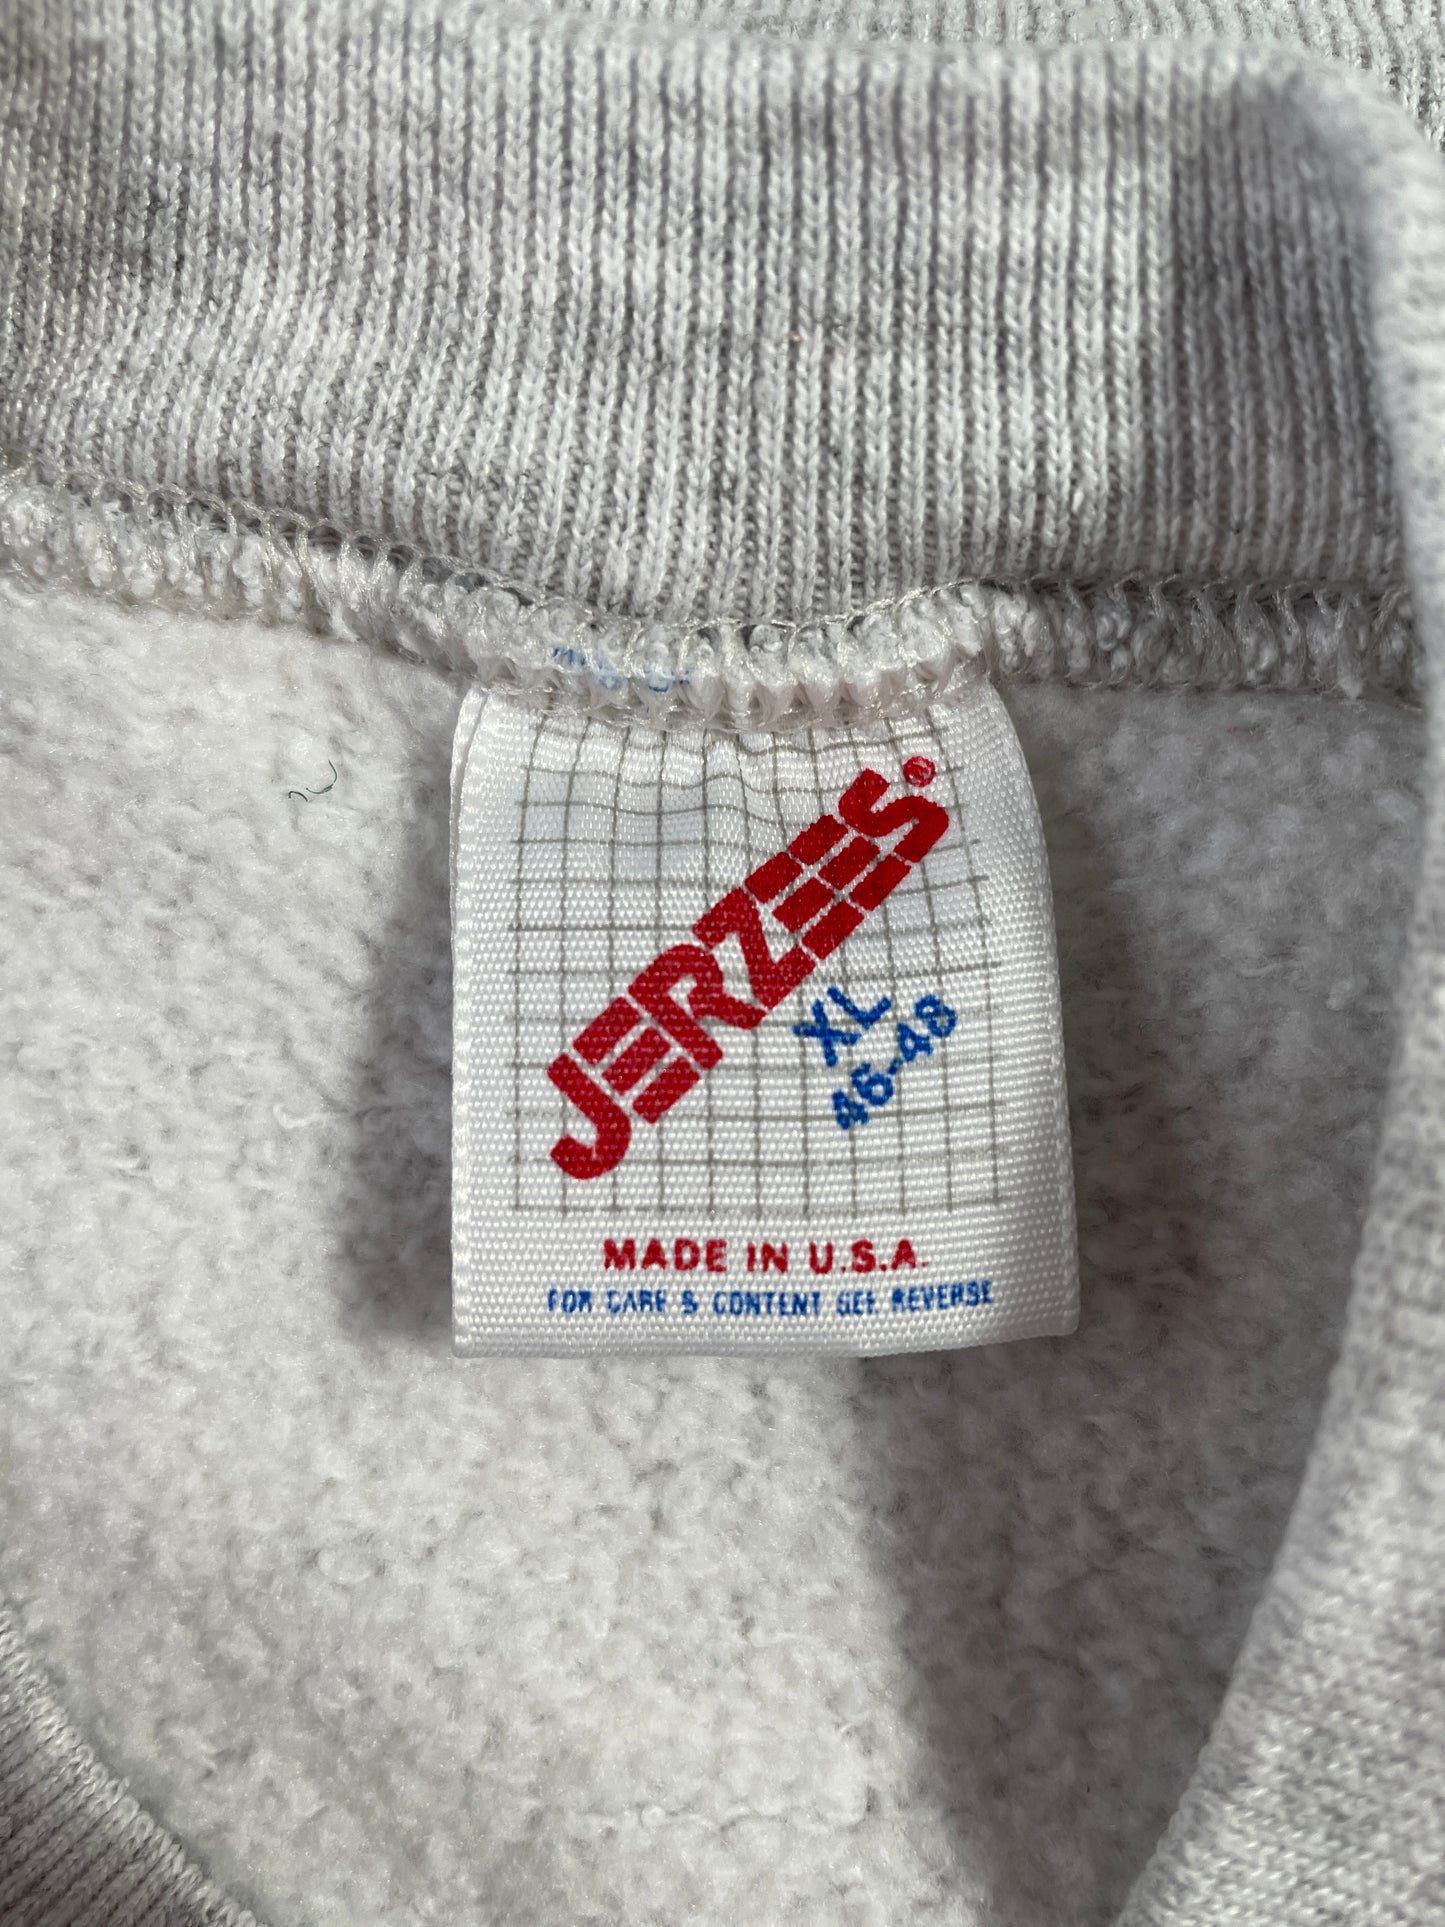 JERZEES®
XL
46-48
MADE IN U.S.A.
FOR CARE & CONTENT SEE REVERSE